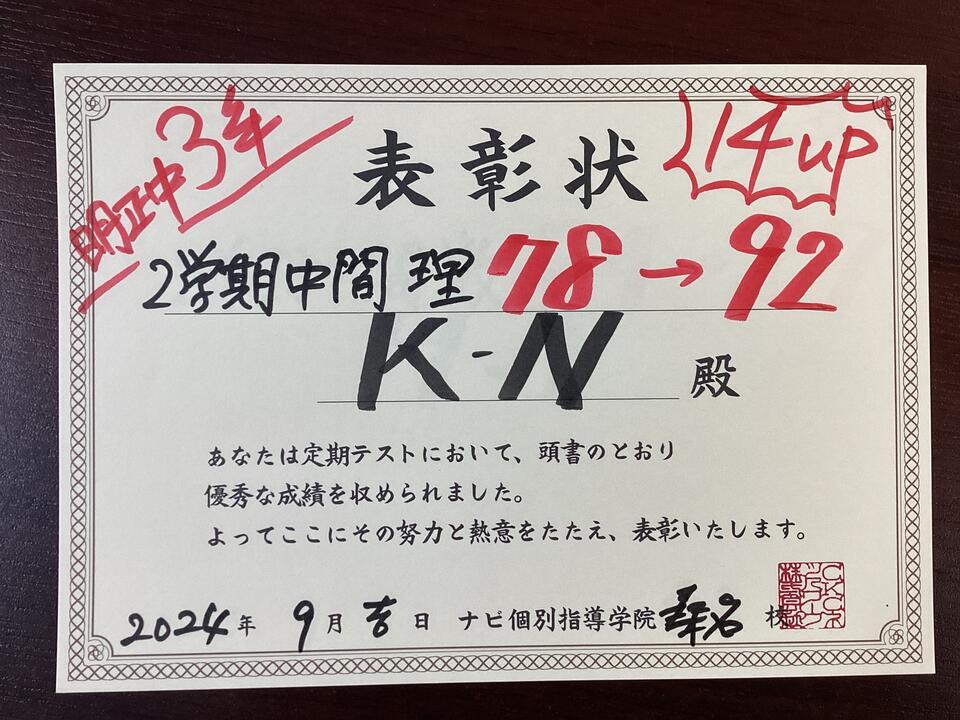 明正中3年
14up
表彰状
2学期中間 理 78→92
K-N 殿
あなたは定期テストにおいて、頭書のとおり
優秀な成績を収められました。
よってここにその努力と熱意をたたえ、表彰いたします。
2024年 9月 吉日 ナビ個別指導学院 桑名 校